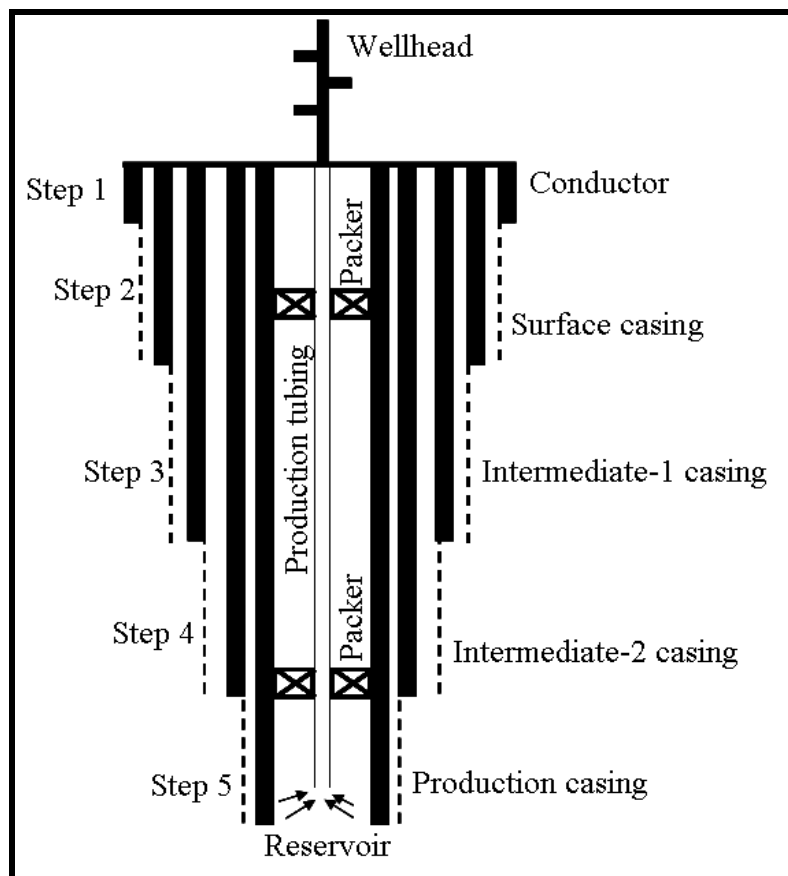 Wellhead
Step 1
Conductor
Packer
Step 2
Surface casing
Production tubing
Step 3
Intermediate-1 casing
Packer
Step 4
Intermediate-2 casing
Step 5
Production casing
Reservoir